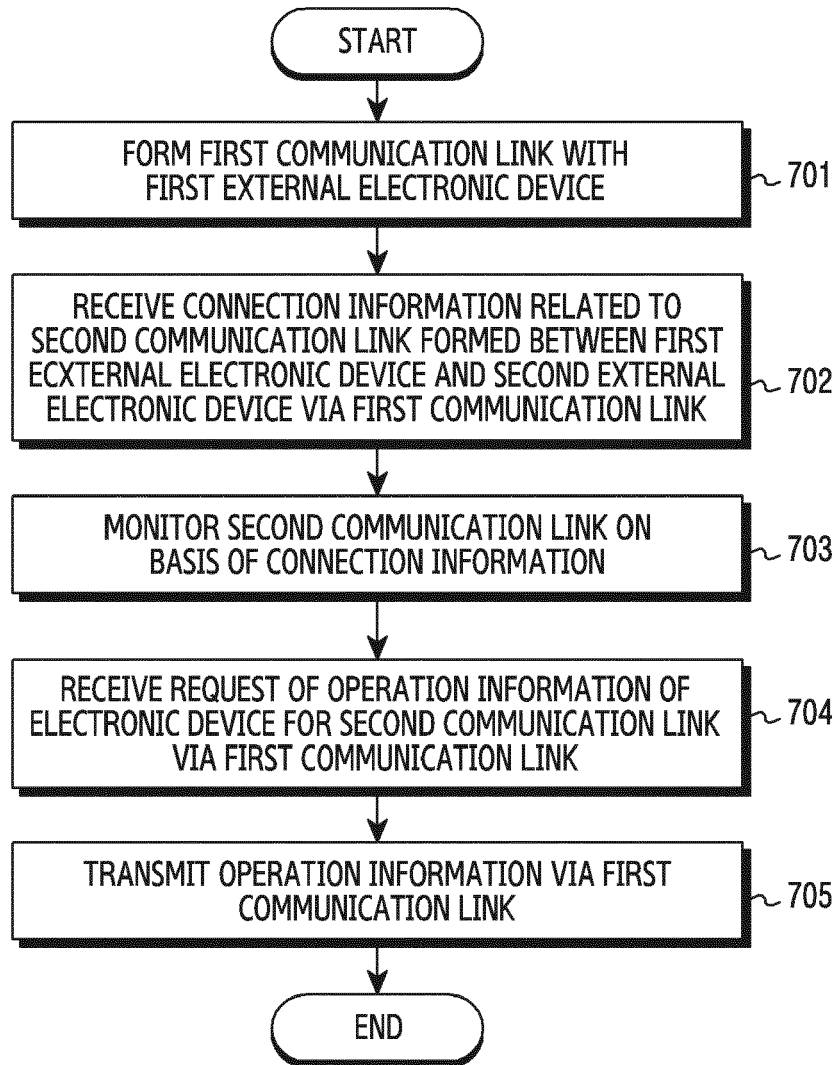 START
FORM FIRST COMMUNICATION LINK WITH
FIRST EXTERNAL ELECTRONIC DEVICE
701
RECEIVE CONNECTION INFORMATION RELATED TO
SECOND COMMUNICATION LINK FORMED BETWEEN FIRST
ECXTERNAL ELECTRONIC DEVICE AND SECOND EXTERNAL
ELECTRONIC DEVICE VIA FIRST COMMUNICATION LINK
702
MONITOR SECOND COMMUNICATION LINK ON
BASIS OF CONNECTION INFORMATION
703
RECEIVE REQUEST OF OPERATION INFORMATION OF
ELECTRONIC DEVICE FOR SECOND COMMUNICATION LINK
VIA FIRST COMMUNICATION LINK
704
TRANSMIT OPERATION INFORMATION VIA FIRST
COMMUNICATION LINK
705
END